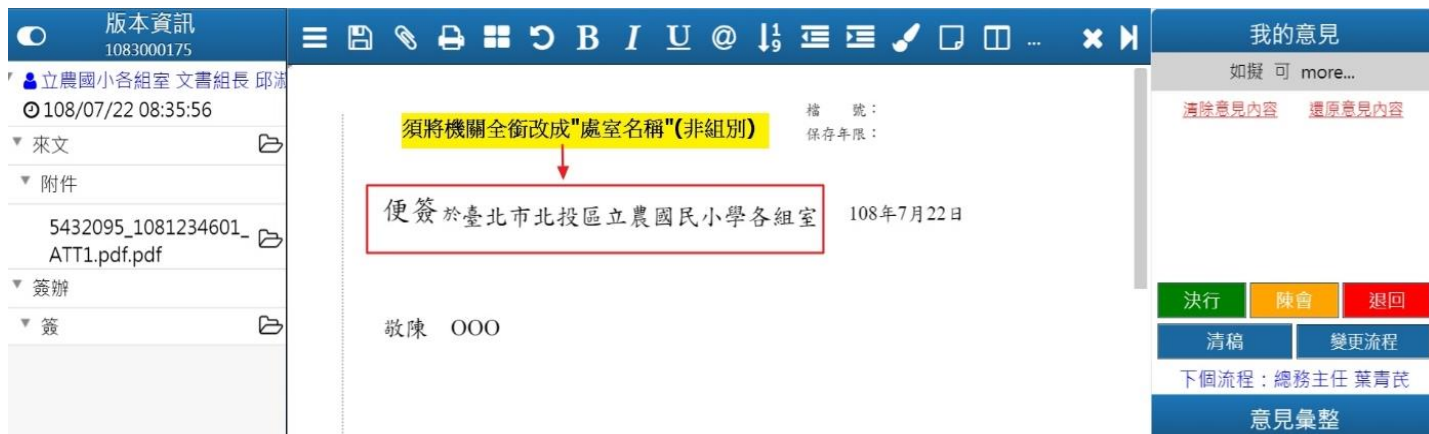 版本資訊
1083000175
立農國小各組室 文書組長 邱淑
108/07/22 08:35:56
來文
附件
5432095_1081234601_
ATT1.pdf.pdf
簽辦
簽
B I U @ ...
須將機關全銜改成"處室名稱"(非組別)
檔 號：
保存年限：
便簽 於臺北市北投區立農國民小學各組室 108年7月22日
敬陳 OOO
我的意見
如擬 可 more...
清除意見內容 還原意見內容
決行 陳會 退回
清稿 變更流程
下個流程：總務主任 葉青芪
意見彙整